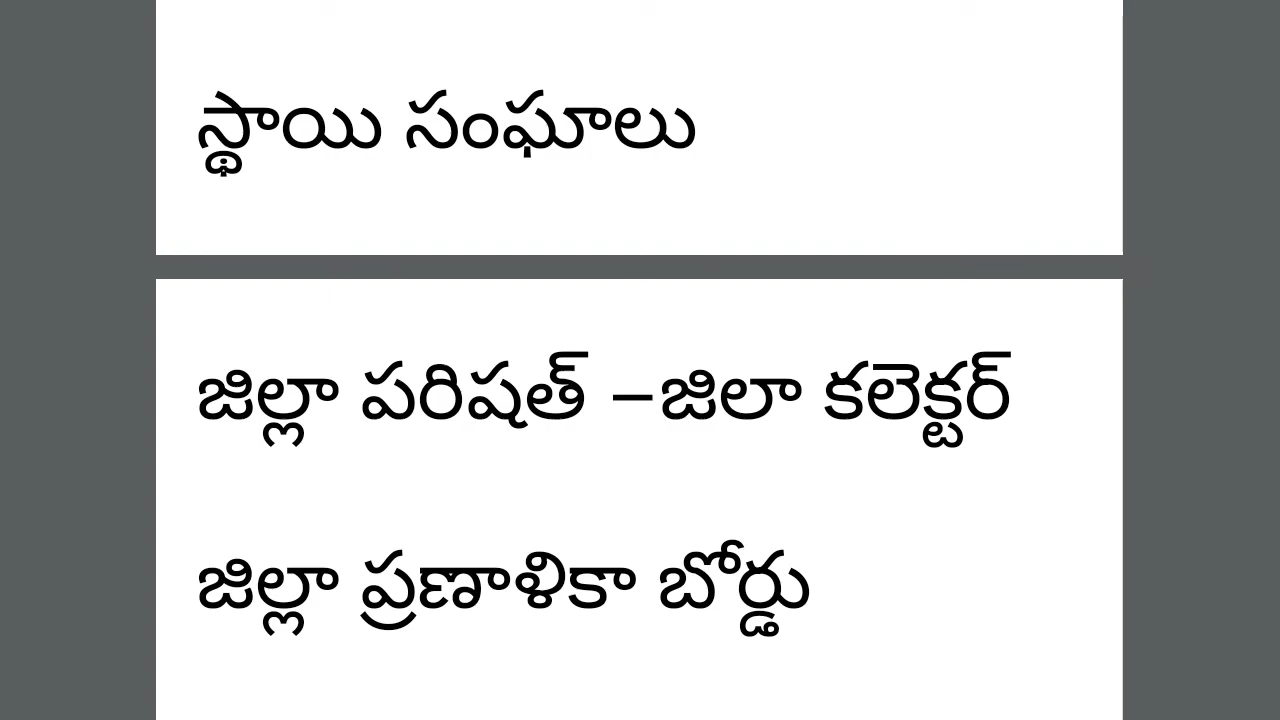 స్థాయి సంఘాలు
జిల్లా పరిషత్ –జిలా కలెక్టర్
జిల్లా ప్రణాళికా బోర్డు